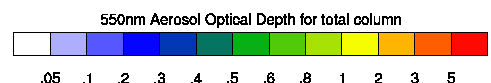 550nm Aerosol Optical Depth for total column
.05 .1 .2 .3 .4 .5 .6 .8 1 2 3 5